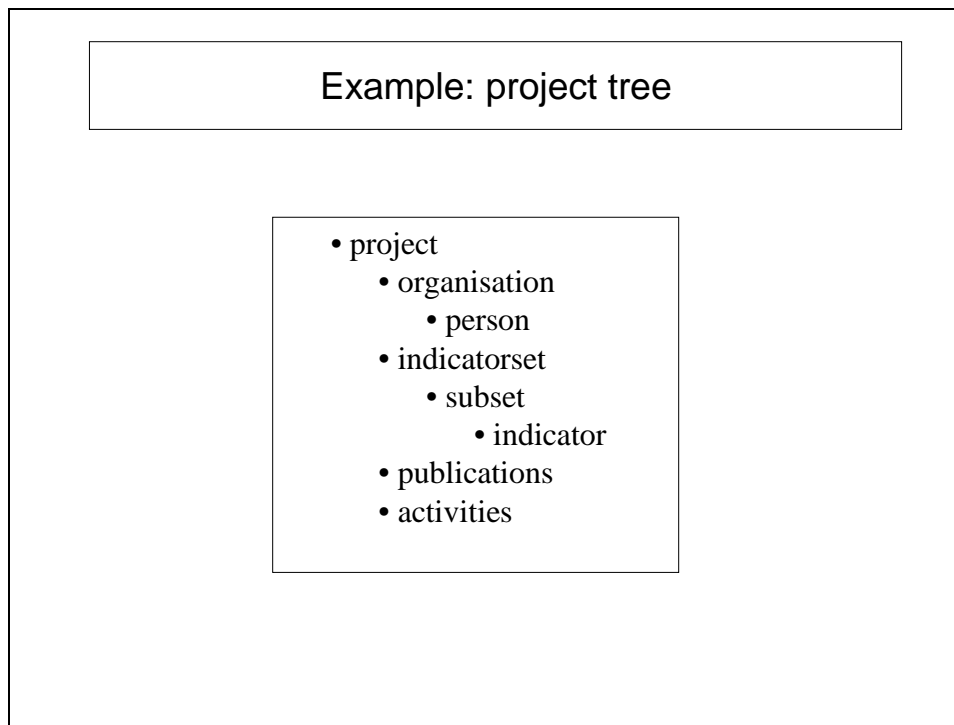 Example: project tree
• project
• organisation
• person
• indicatorset
• subset
• indicator
• publications
• activities